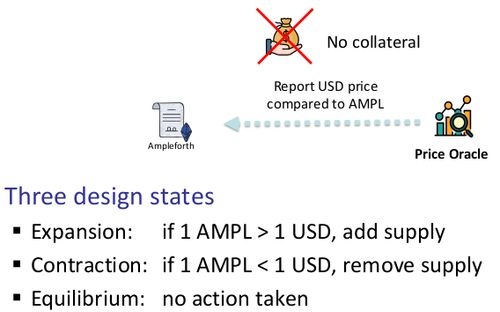 No collateral
Report USD price
compared to AMPL
Ampleforth
Price Oracle
Three design states
▪ Expansion: if 1 AMPL > 1 USD, add supply
▪ Contraction: if 1 AMPL < 1 USD, remove supply
▪ Equilibrium: no action taken